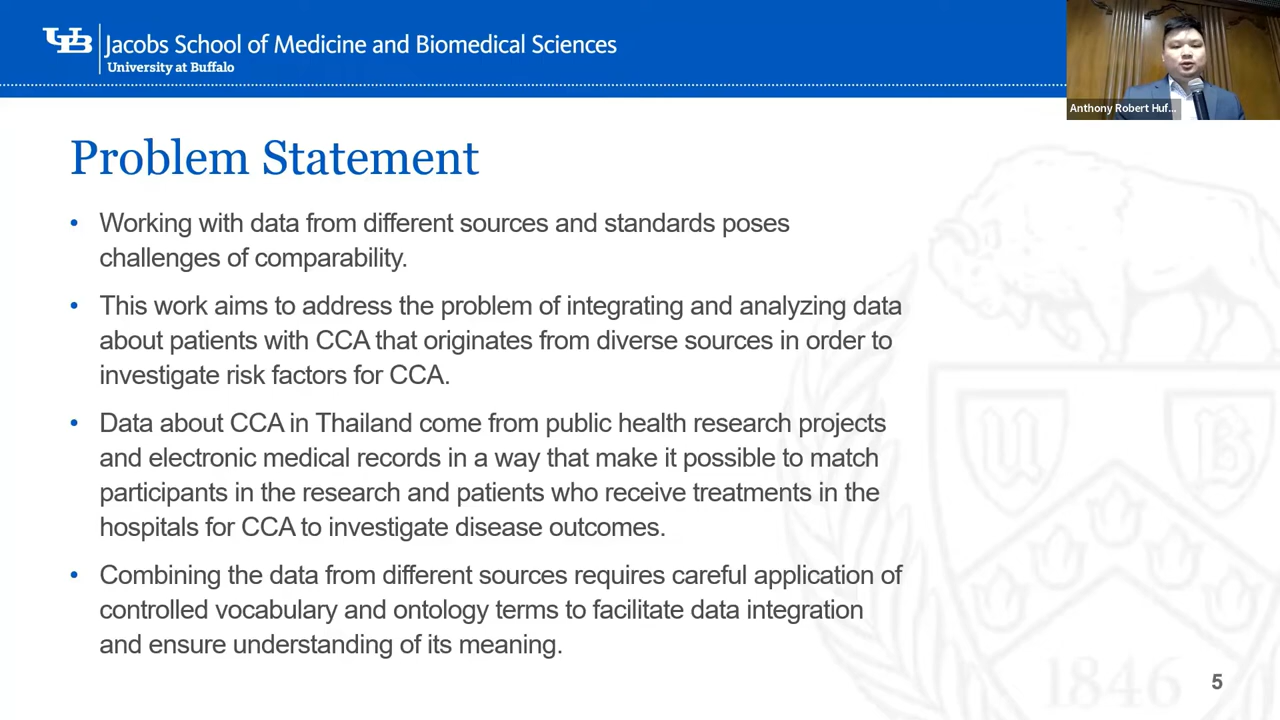 UB
Jacobs School of Medicine and Biomedical Sciences
University at Buffalo
Anthony Robert Huf...
Problem Statement
• Working with data from different sources and standards poses
challenges of comparability.
• This work aims to address the problem of integrating and analyzing data
about patients with CCA that originates from diverse sources in order to
investigate risk factors for CCA.
• Data about CCA in Thailand come from public health research projects
and electronic medical records in a way that make it possible to match
participants in the research and patients who receive treatments in the
hospitals for CCA to investigate disease outcomes.
• Combining the data from different sources requires careful application of
controlled vocabulary and ontology terms to facilitate data integration
and ensure understanding of its meaning.
U B
1846
5